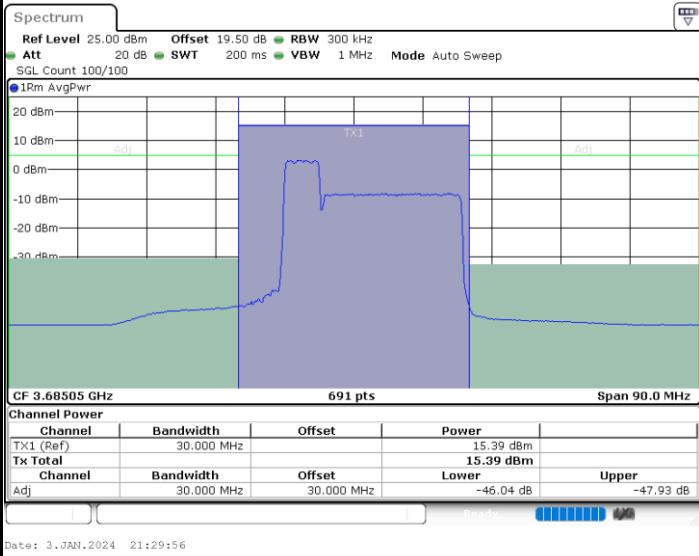 Spectrum
Ref Level 25.00 dBm Offset 19.50 dB RBW 300 kHz
Att 20 dB SWT 200 ms VBW 1 MHz Mode Auto Sweep
SGL Count 100/100
1Rm AvgPwr
20 dBm
TX1
10 dBm
Adj Adj
0 dBm
-10 dBm
-20 dBm
-30 dBm
CF 3.68505 GHz 691 pts Span 90.0 MHz
Channel Power
Channel Bandwidth Offset Power
TX1 (Ref) 30.000 MHz 15.39 dBm
Tx Total 15.39 dBm
Channel Bandwidth Offset Lower Upper
Adj 30.000 MHz 30.000 MHz -46.04 dB -47.93 dB
Ready
Date: 3.JAN.2024 21:29:56